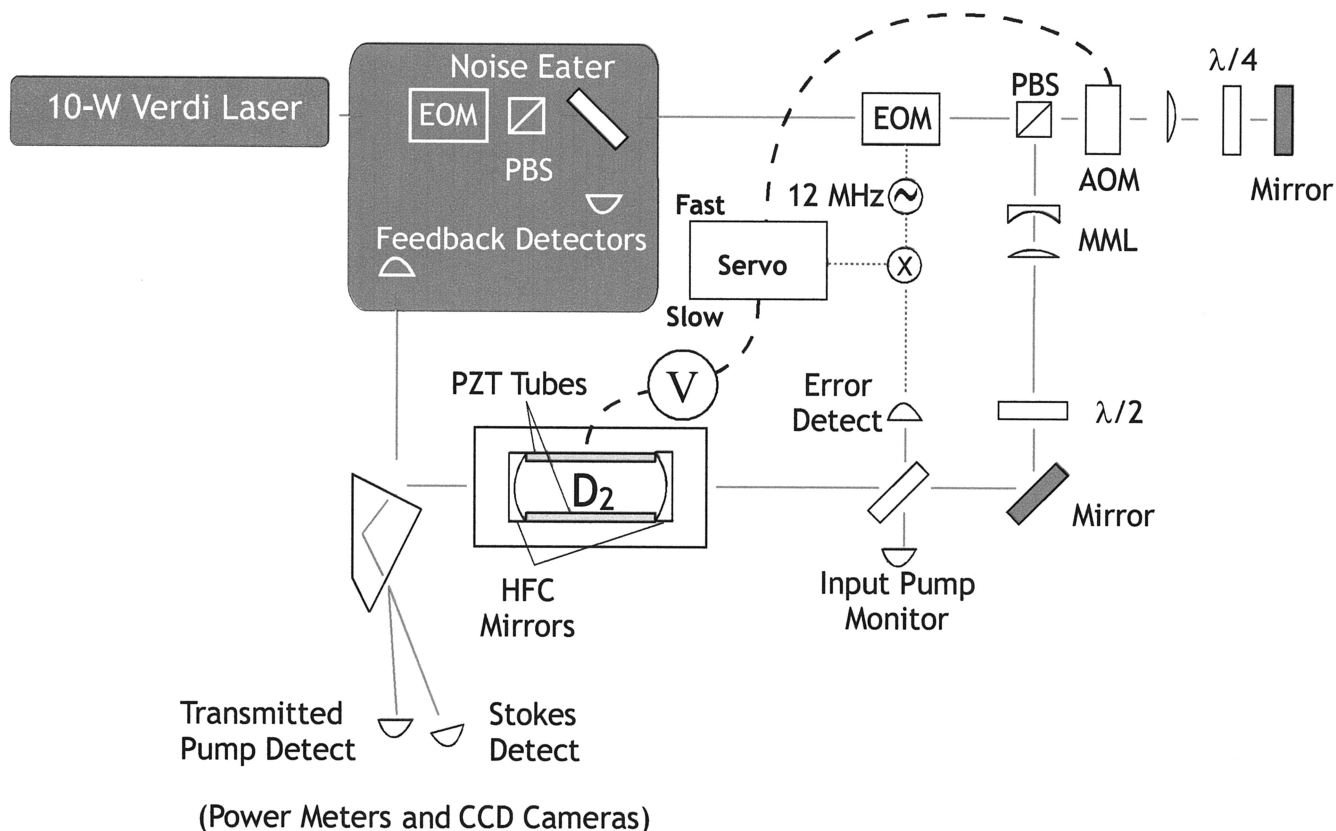 Noise Eater
10-W Verdi Laser
EOM
PBS
Feedback Detectors
EOM
PBS
λ/4
AOM
Mirror
12 MHz
MML
Fast
Servo
X
Slow
V
PZT Tubes
Error
Detect
λ/2
D2
Mirror
HFC
Mirrors
Input Pump
Monitor
Transmitted
Pump Detect
Stokes
Detect
(Power Meters and CCD Cameras)